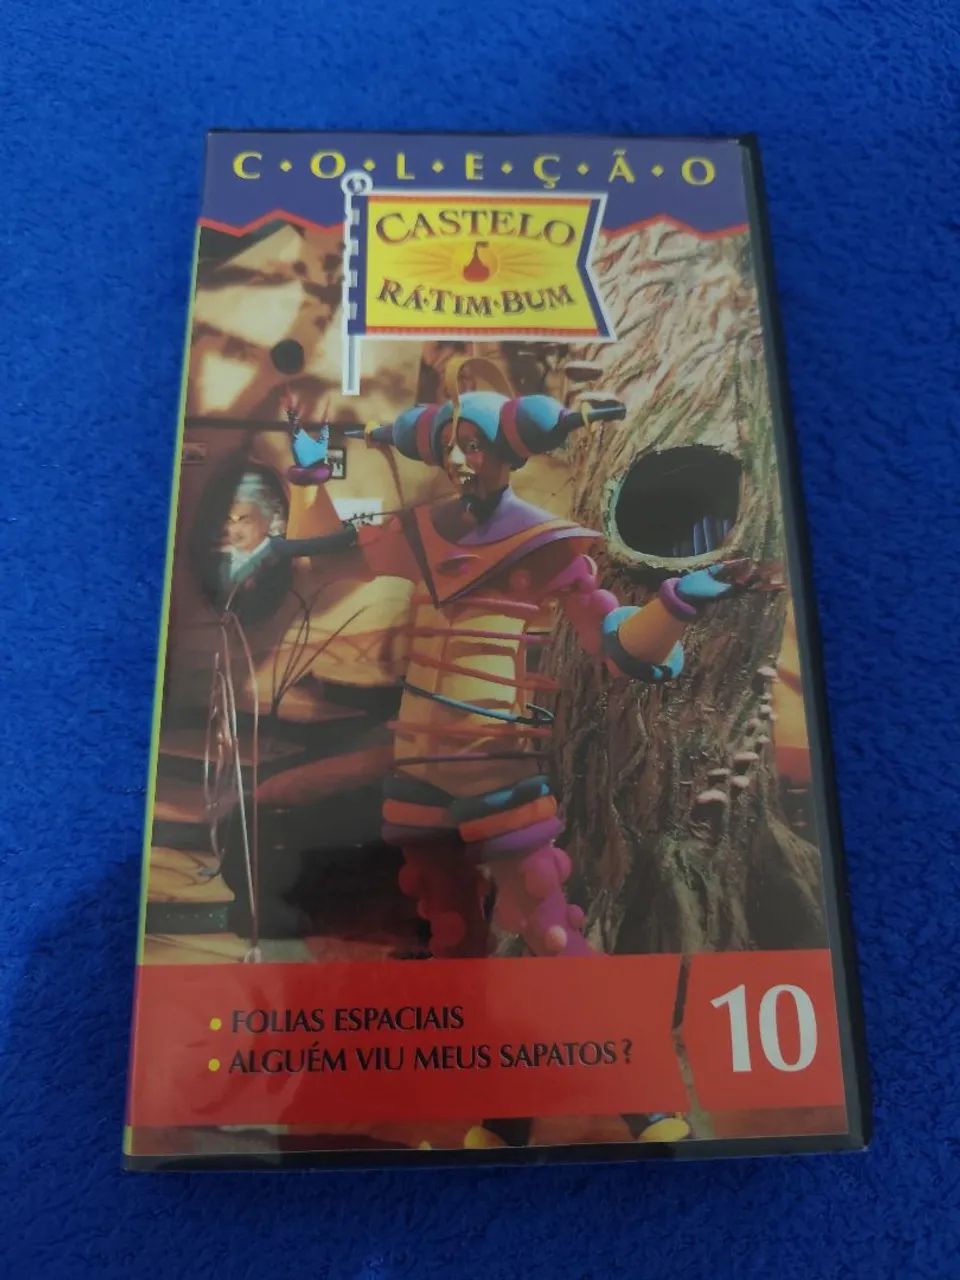 C•O•L•E•Ç•Ã•O
CASTELO
RÁ•TIM•BUM
• FOLIAS ESPACIAIS
• ALGUÉM VIU MEUS SAPATOS?
10